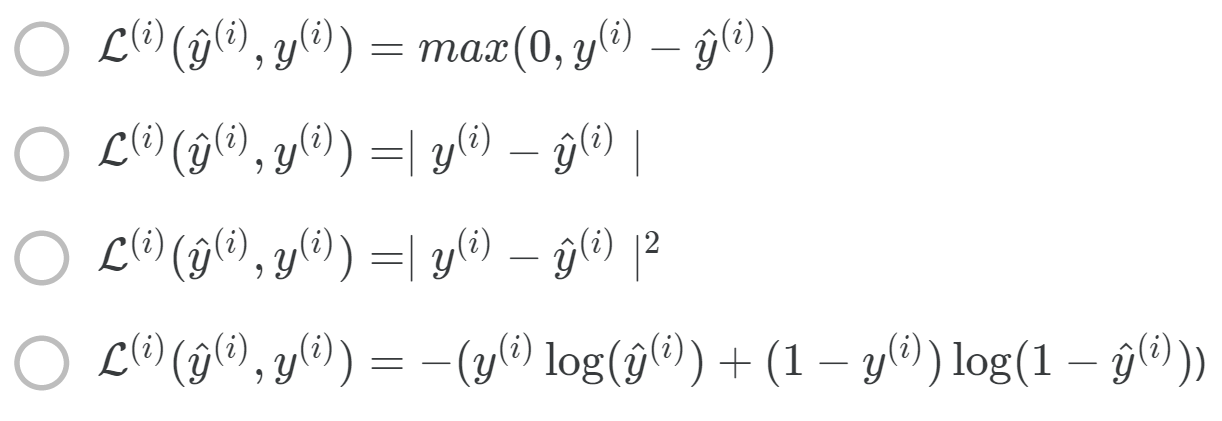 ℒ⁽ⁱ⁾(ŷ⁽ⁱ⁾, y⁽ⁱ⁾) = max(0, y⁽ⁱ⁾ − ŷ⁽ⁱ⁾)
ℒ⁽ⁱ⁾(ŷ⁽ⁱ⁾, y⁽ⁱ⁾) =| y⁽ⁱ⁾ − ŷ⁽ⁱ⁾ |
ℒ⁽ⁱ⁾(ŷ⁽ⁱ⁾, y⁽ⁱ⁾) =| y⁽ⁱ⁾ − ŷ⁽ⁱ⁾ |²
ℒ⁽ⁱ⁾(ŷ⁽ⁱ⁾, y⁽ⁱ⁾) = −(y⁽ⁱ⁾ log(ŷ⁽ⁱ⁾) + (1 − y⁽ⁱ⁾) log(1 − ŷ⁽ⁱ⁾))